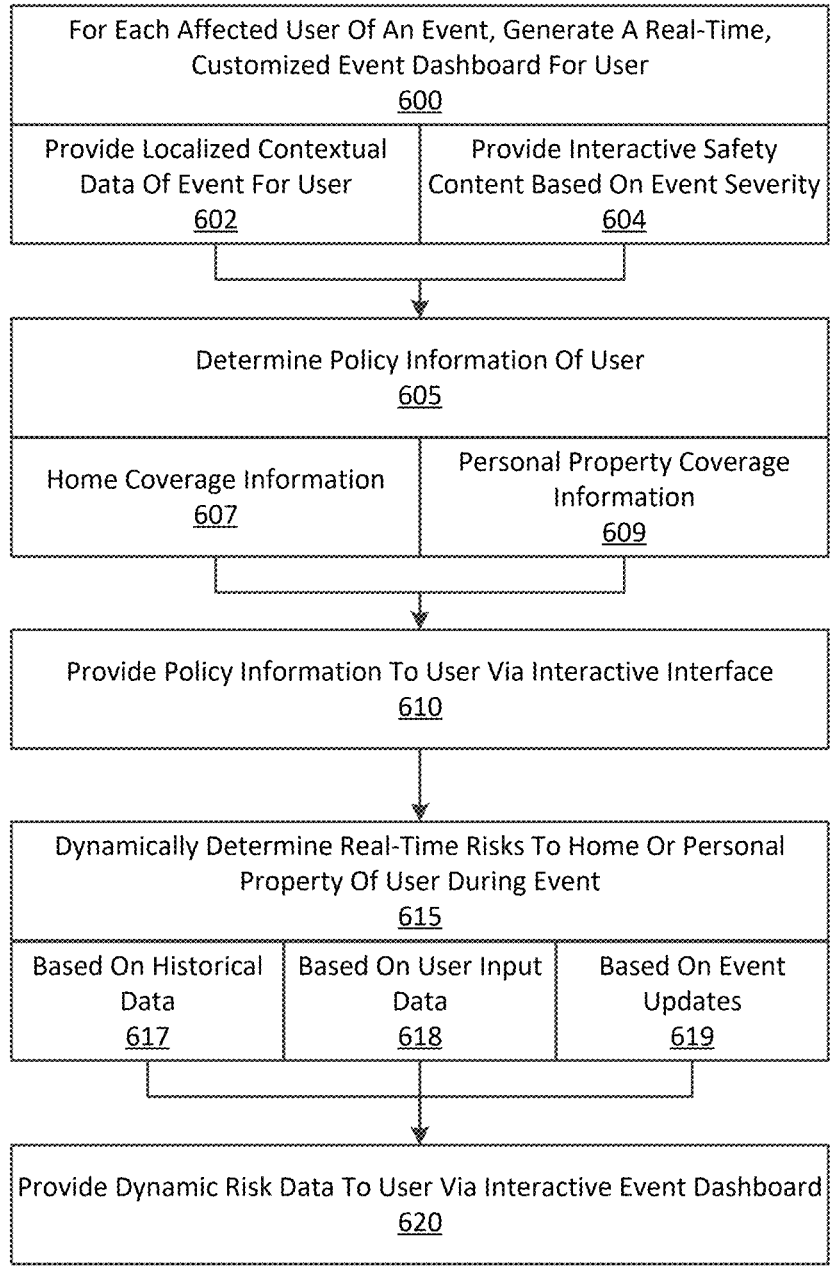 For Each Affected User Of An Event, Generate A Real-Time,
Customized Event Dashboard For User
600
Provide Localized Contextual
Data Of Event For User
602
Provide Interactive Safety
Content Based On Event Severity
604
Determine Policy Information Of User
605
Home Coverage Information
607
Personal Property Coverage
Information
609
Provide Policy Information To User Via Interactive Interface
610
Dynamically Determine Real-Time Risks To Home Or Personal
Property Of User During Event
615
Based On Historical
Data
617
Based On User Input
Data
618
Based On Event
Updates
619
Provide Dynamic Risk Data To User Via Interactive Event Dashboard
620